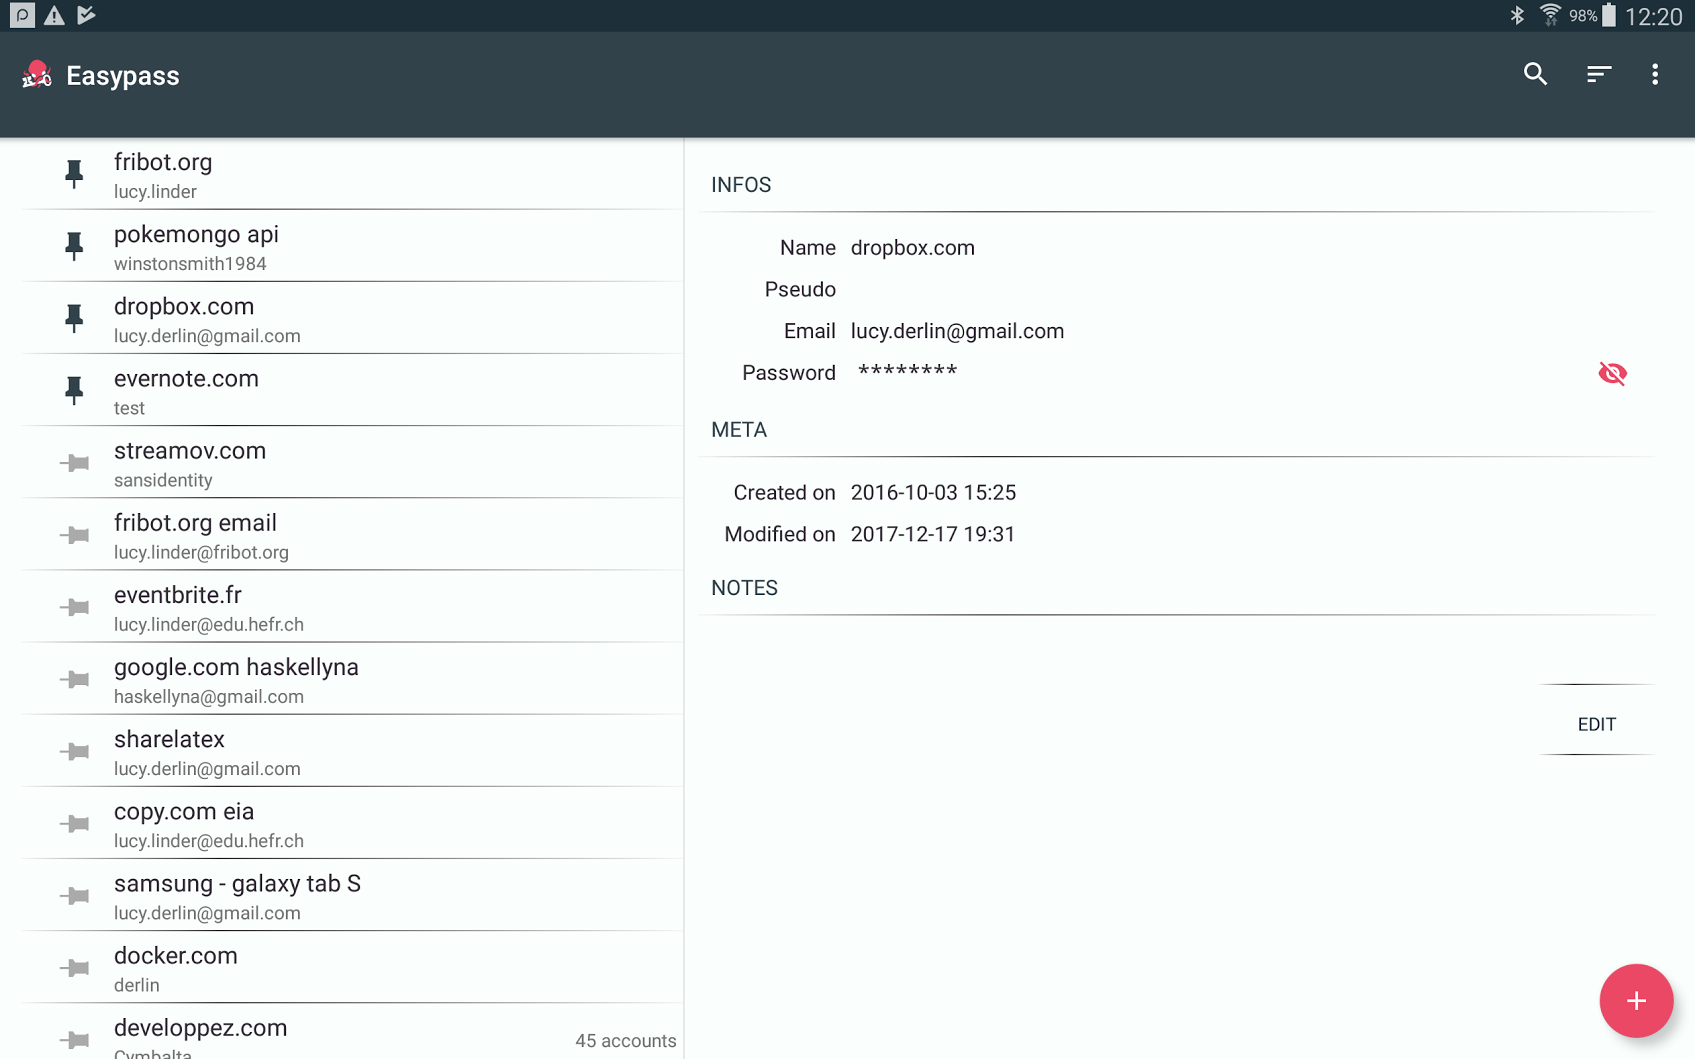 98% 12:20
Easypass
fribot.org
lucy.linder
pokemongo api
winstonsmith1984
dropbox.com
lucy.derlin@gmail.com
evernote.com
test
streamov.com
sansidentity
fribot.org email
lucy.linder@fribot.org
eventbrite.fr
lucy.linder@edu.hefr.ch
google.com haskellyna
haskellyna@gmail.com
sharelatex
lucy.derlin@gmail.com
copy.com eia
lucy.linder@edu.hefr.ch
samsung - galaxy tab S
lucy.derlin@gmail.com
docker.com
derlin
developpez.com
Cymbalta
45 accounts
INFOS
Name dropbox.com
Pseudo
Email lucy.derlin@gmail.com
Password ********
META
Created on 2016-10-03 15:25
Modified on 2017-12-17 19:31
NOTES
EDIT